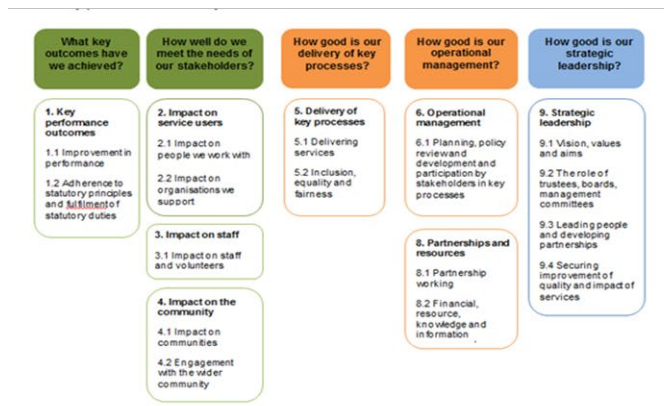 What key
outcomes have
we achieved?
How well do we
meet the needs of
our stakeholders?
How good is our
delivery of key
processes?
How good is our
operational
management?
How good is our
strategic
leadership?
1. Key
performance
outcomes
1.1 Improvement in
performance
1.2 Adherence to
statutory principles
and fulfilment of
statutory duties
2. Impact on
service users
2.1 Impact on
people we work with
2.2 Impact on
organisations we
support
3. Impact on staff
3.1 Impact on staff
and volunteers
4. Impact on the
community
4.1 Impact on
communities
4.2 Engagement
with the wider
community
5. Delivery of
key processes
5.1 Delivering
services
5.2 Inclusion,
equality and
fairness
6. Operational
management
6.1 Planning, policy
review and
development and
participation by
stakeholders in key
processes
8. Partnerships and
resources
8.1 Partnership
working
8.2 Financial,
resource,
knowledge and
information
9. Strategic
leadership
9.1 Vision, values
and aims
9.2 The role of
trustees, boards,
management
committees
9.3 Leading people
and developing
partnerships
9.4 Securing
improvement of
quality and impact of
services